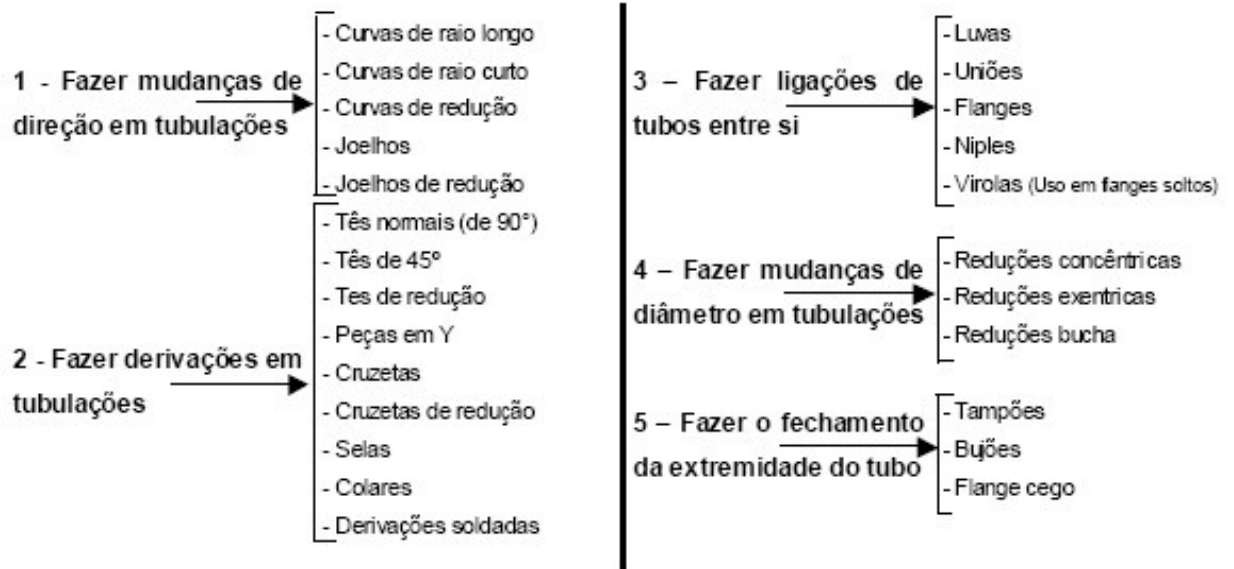 1 - Fazer mudanças de
direção em tubulações
- Curvas de raio longo
- Curvas de raio curto
- Curvas de redução
- Joelhos
- Joelhos de redução
2 - Fazer derivações em
tubulações
- Tês normais (de 90°)
- Tês de 45º
- Tes de redução
- Peças em Y
- Cruzetas
- Cruzetas de redução
- Selas
- Colares
- Derivações soldadas
3 – Fazer ligações de
tubos entre si
- Luvas
- Uniões
- Flanges
- Niples
- Virolas (Uso em flanges soltos)
4 – Fazer mudanças de
diâmetro em tubulações
- Reduções concêntricas
- Reduções exentricas
- Reduções bucha
5 – Fazer o fechamento
da extremidade do tubo
- Tampões
- Bujões
- Flange cego